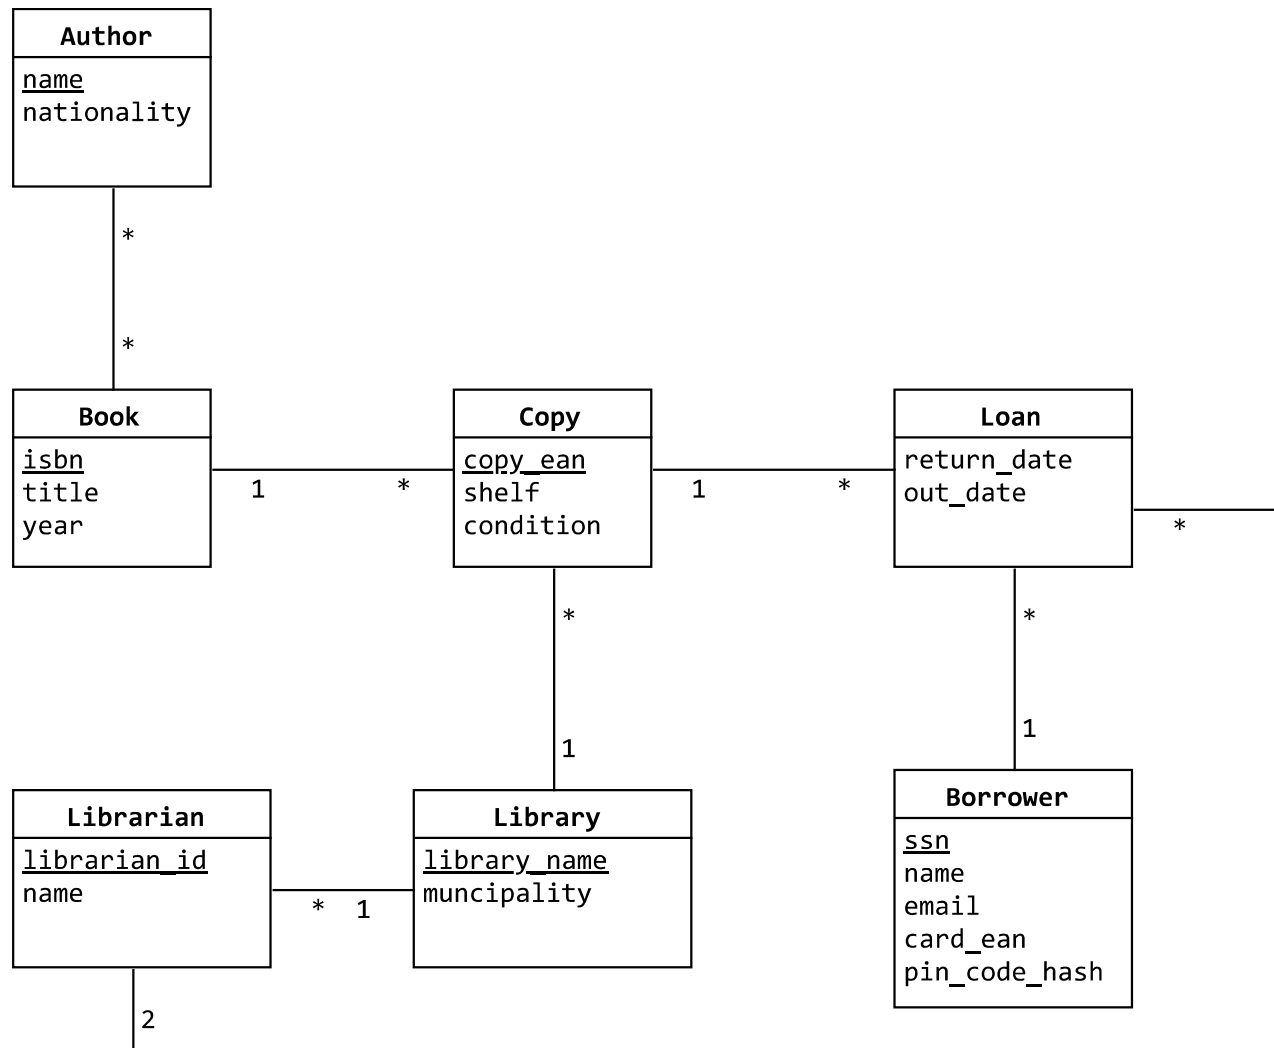 Author
name
nationality
*
*
Book
isbn
title
year
1 *
Copy
copy_ean
shelf
condition
1 *
Loan
return_date
out_date
*
*
1
*
1
Librarian
librarian_id
name
* 1
Library
library_name
muncipality
Borrower
ssn
name
email
card_ean
pin_code_hash
2